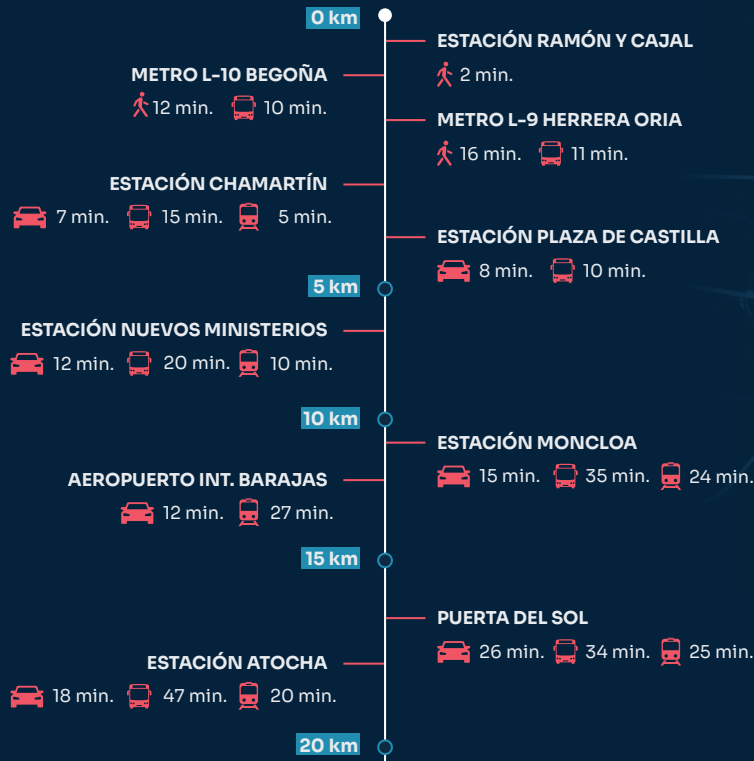 0 km
ESTACIÓN RAMÓN Y CAJAL
2 min.
METRO L-10 BEGOÑA
12 min. 10 min.
METRO L-9 HERRERA ORIA
16 min. 11 min.
ESTACIÓN CHAMARTÍN
7 min. 15 min. 5 min.
ESTACIÓN PLAZA DE CASTILLA
8 min. 10 min.
5 km
ESTACIÓN NUEVOS MINISTERIOS
12 min. 20 min. 10 min.
10 km
ESTACIÓN MONCLOA
15 min. 35 min. 24 min.
AEROPUERTO INT. BARAJAS
12 min. 27 min.
15 km
PUERTA DEL SOL
26 min. 34 min. 25 min.
ESTACIÓN ATOCHA
18 min. 47 min. 20 min.
20 km